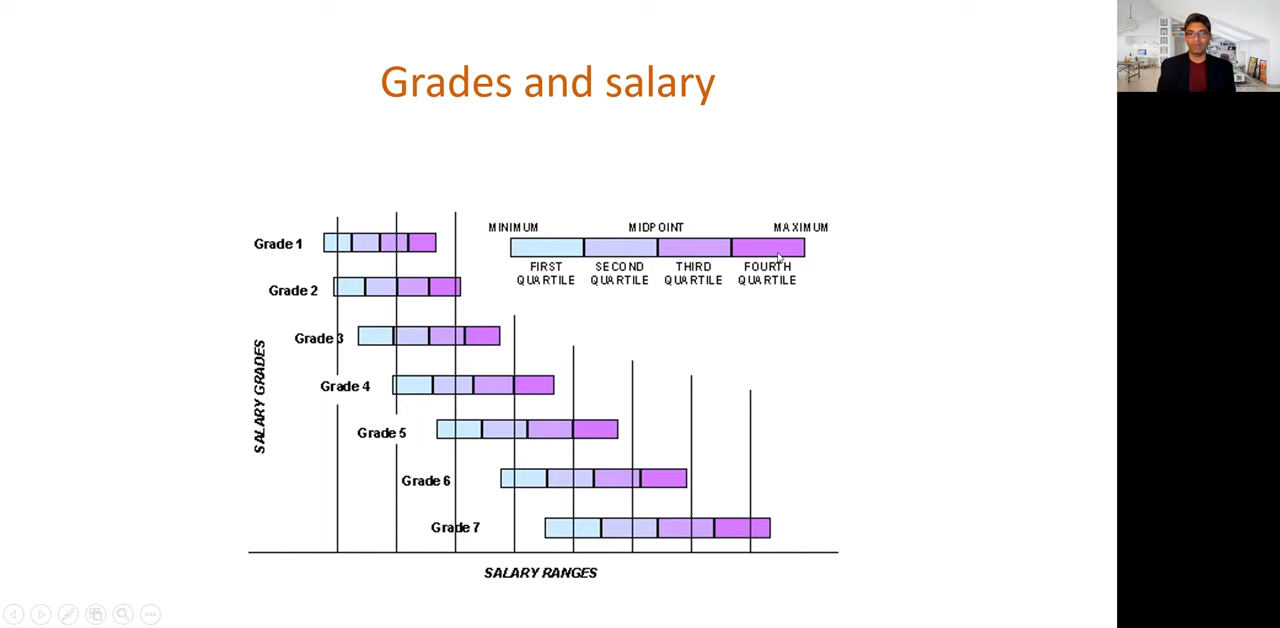 Grades and salary
MINIMUM MIDPOINT MAXIMUM
FIRST QUARTILE
SECOND QUARTILE
THIRD QUARTILE
FOURTH QUARTILE
Grade 1
Grade 2
Grade 3
Grade 4
Grade 5
Grade 6
Grade 7
SALARY GRADES
SALARY RANGES